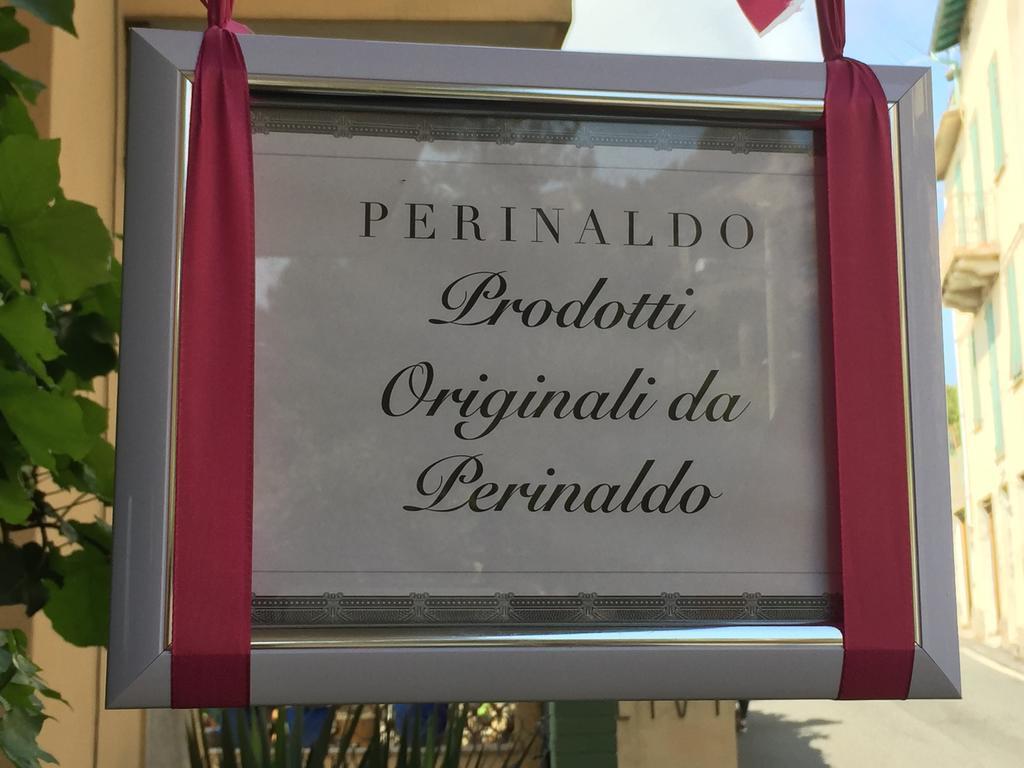 PERINALDO
Prodotti
Originali da
Perinaldo